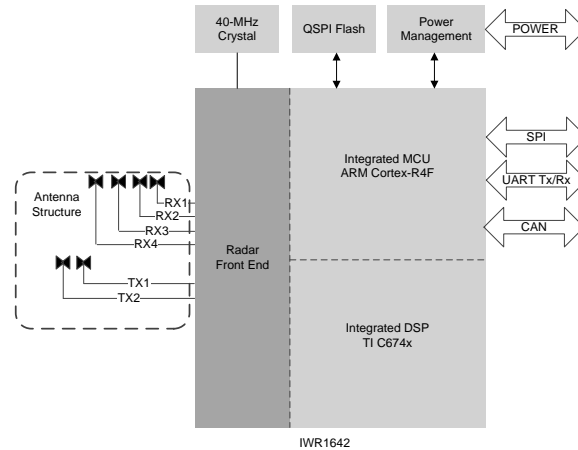 40-MHz
Crystal
QSPI Flash
Power
Management
POWER
Antenna
Structure
RX1
RX2
RX3
RX4
TX1
TX2
Radar
Front End
Integrated MCU
ARM Cortex-R4F
SPI
UART Tx/Rx
CAN
Integrated DSP
TI C674x
IWR1642